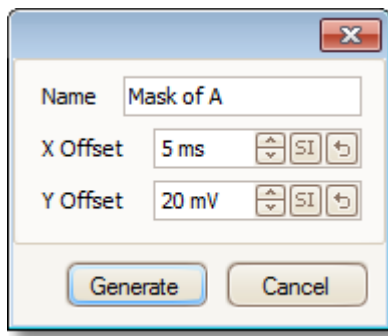 Name Mask of A
X Offset 5 ms SI
Y Offset 20 mV SI
Generate Cancel